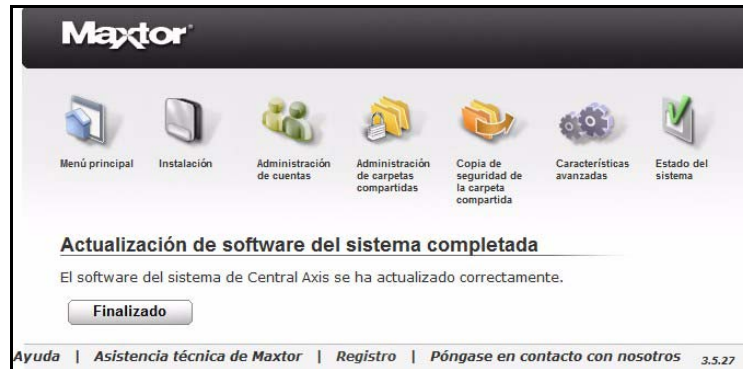 Maxtor
Menú principal
Instalación
Administración
de cuentas
Administración
de carpetas
compartidas
Copia de
seguridad de
la carpeta
compartida
Características
avanzadas
Estado del
sistema
Actualización de software del sistema completada
El software del sistema de Central Axis se ha actualizado correctamente.
Finalizado
Ayuda | Asistencia técnica de Maxtor | Registro | Póngase en contacto con nosotros 3.5.27